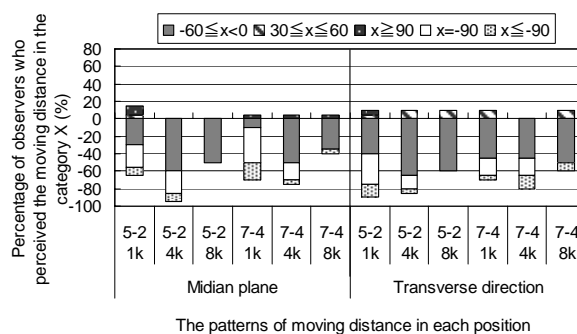 -60≦x<0 30≦x≦60 x≧90 x=-90 x≦-90
Percentage of observers who
perceived the moving distance in the
category X (%)
80
60
40
20
0
-20
-40
-60
-80
-100
5-2 5-2 5-2 7-4 7-4 7-4 5-2 5-2 5-2 7-4 7-4 7-4
1k 4k 8k 1k 4k 8k 1k 4k 8k 1k 4k 8k
Midian plane Transverse direction
The patterns of moving distance in each position